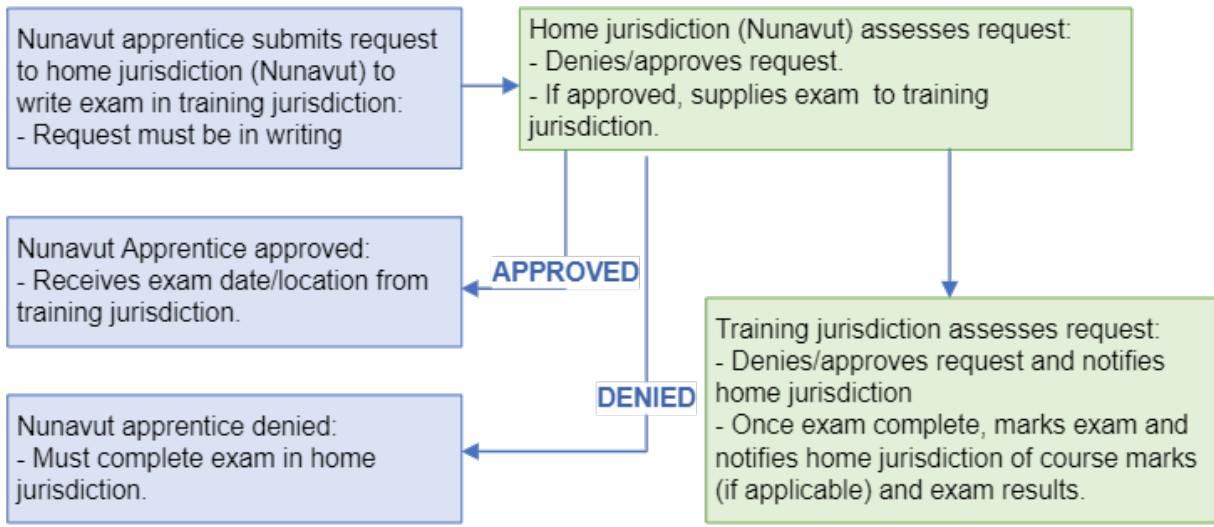 Nunavut apprentice submits request
to home jurisdiction (Nunavut) to
write exam in training jurisdiction:
- Request must be in writing
Home jurisdiction (Nunavut) assesses request:
- Denies/approves request.
- If approved, supplies exam to training
jurisdiction.
Nunavut Apprentice approved:
- Receives exam date/location from
training jurisdiction.
APPROVED
Training jurisdiction assesses request:
- Denies/approves request and notifies
home jurisdiction
- Once exam complete, marks exam and
notifies home jurisdiction of course marks
(if applicable) and exam results.
DENIED
Nunavut apprentice denied:
- Must complete exam in home
jurisdiction.